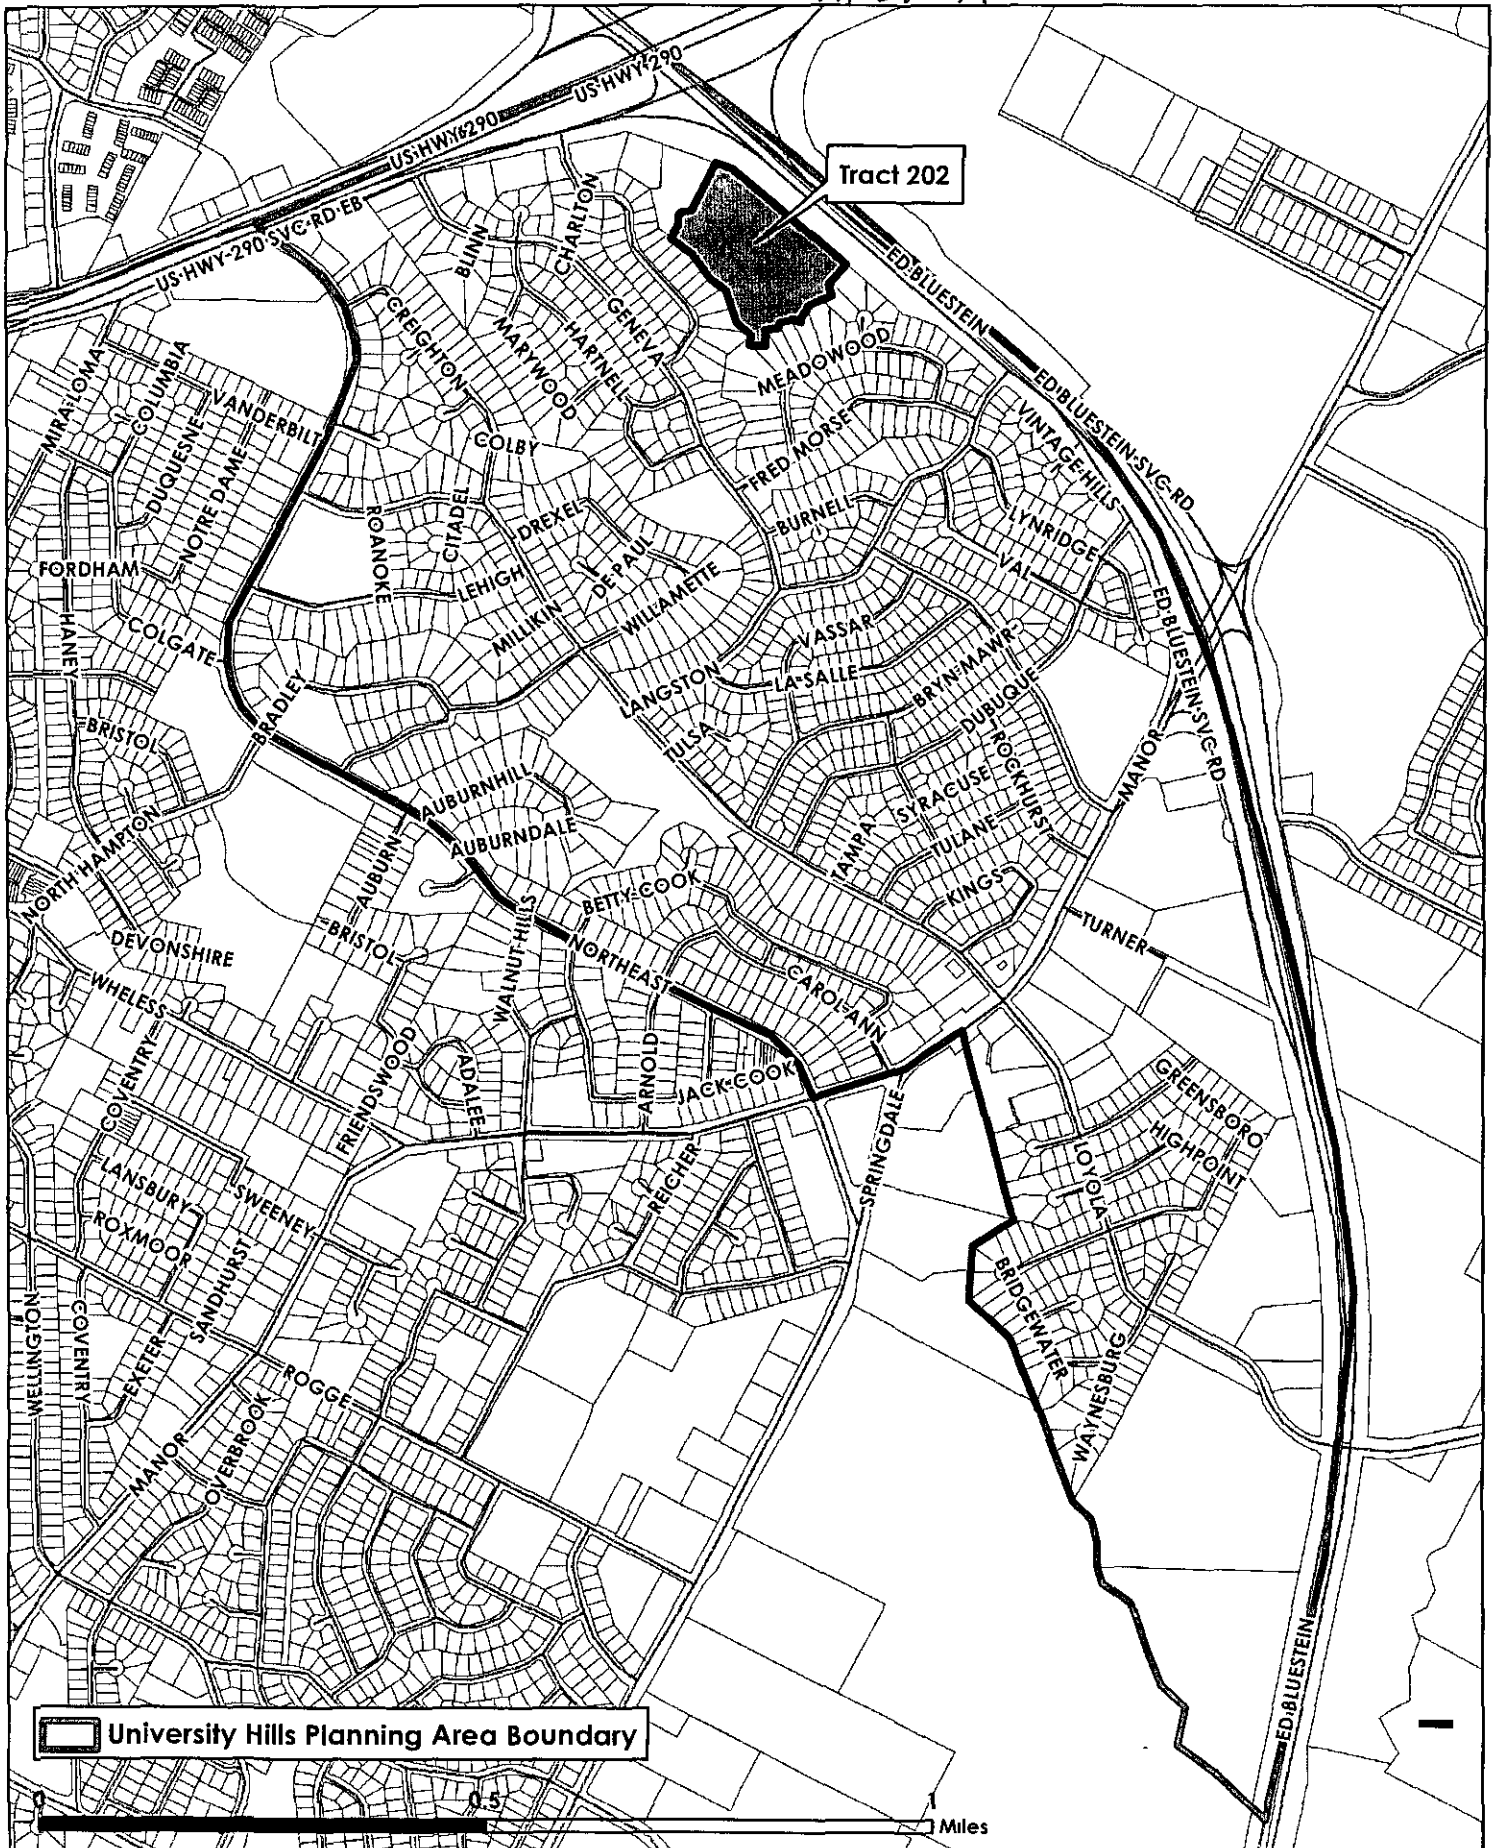 US HWY 290
US HWY 290
Tract 202
US HWY-290 SVC-RD-EB
CHARLTON
BLINN
ED BLUESTEIN
CREIGHTON
GENEVA
MARYWOOD
HARTNELL
MEADOWOOD
MIRA LOMA
COLUMBIA
VANDERBILT
DUQUESNE
NOTRE DAME
COLBY
ED BLUESTEIN-SVC-RD
VINTAGE HILLS
FRED MORSE
ROANOKE
CITADEL
DREXEL
BURNELL
LYNRIDGE
VAL
FORDHAM
LEHIGH
DE PAUL
WILLAMETTE
HANEY
COLGATE
MILLIKIN
VASSAR
ED BLUESTEIN-SVC-RD
LA SALLE
BRYN MAWR
LANGSTON
DUBUQUE
BRADLEY
BRISTOL
TULSA
ROCKHURST
MANOR
AUBURNHILL
AUBURNDALE
SYRACUSE
TULANE
TAMPA
NORTH HAMPTON
AUBURN
BETTY COOK
KINGS
DEVONSHIRE
BRISTOL
WALNUT HILLS
NORTHEAST
TURNER
WHELESS
CAROL ANN
COVENTRY
FRIENDSWOOD
ADALEE
ARNOLD
JACK COOK
GREENSBORO
HIGHPOINT
LANSBURY
SWEENEY
REICHER
SPRINGDALE
LOYOLA
ROXMOOR
SANDHURST
BRIDGEWATER
WELLINGTON
COVENTRY
EXETER
ROGGE
WAYNESBURG
MANOR
OVERBROOK
ED BLUESTEIN
University Hills Planning Area Boundary
0 0.5 1
Miles